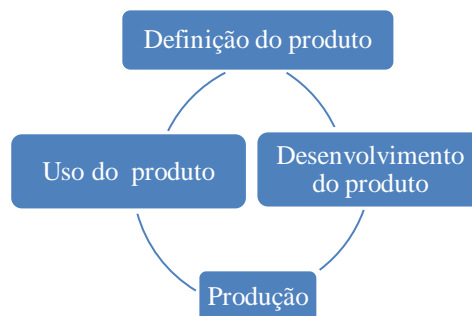 Definição do produto
Uso do produto
Desenvolvimento
do produto
Produção